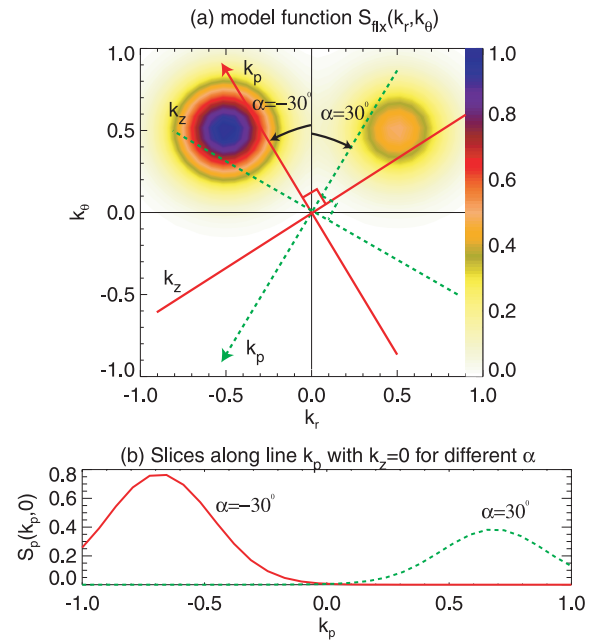 (a) model function S_flx(k_r,k_θ)
1.0
0.5
0.0
-0.5
-1.0
k_θ
k_p
k_z
α=-30°
α=30°
k_z
k_p
1.0
0.8
0.6
0.4
0.2
0.0
-1.0 -0.5 0.0 0.5 1.0
k_r
(b) Slices along line k_p with k_z=0 for different α
0.8
0.6
0.4
0.2
0.0
S_p(k_p,0)
α=-30°
α=30°
-1.0 -0.5 0.0 0.5 1.0
k_p